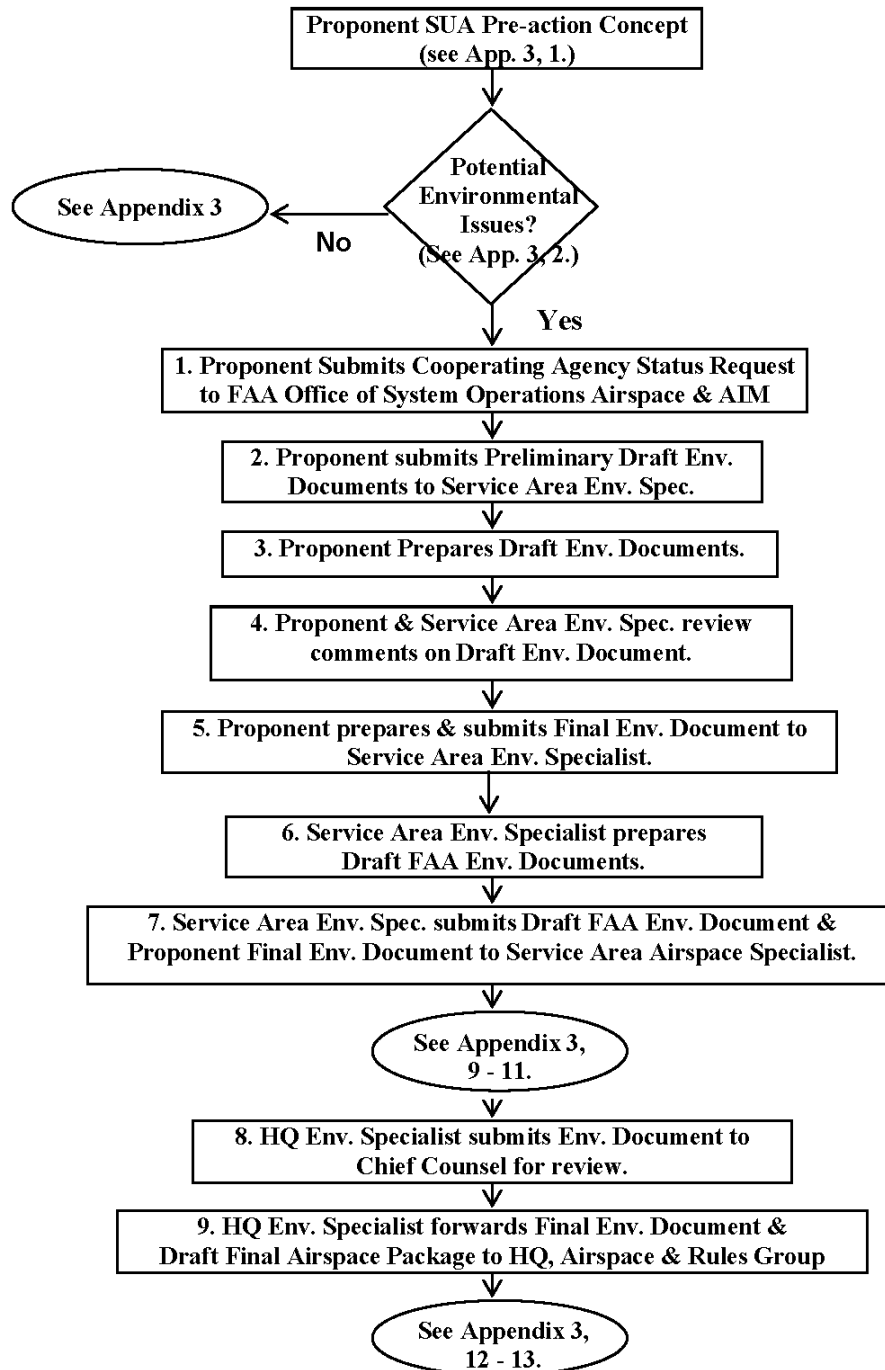 Proponent SUA Pre-action Concept
(see App. 3, 1.)
Potential
Environmental
Issues?
(See App. 3, 2.)
See Appendix 3
No
Yes
1. Proponent Submits Cooperating Agency Status Request
to FAA Office of System Operations Airspace & AIM
2. Proponent submits Preliminary Draft Env.
Documents to Service Area Env. Spec.
3. Proponent Prepares Draft Env. Documents.
4. Proponent & Service Area Env. Spec. review
comments on Draft Env. Document.
5. Proponent prepares & submits Final Env. Document to
Service Area Env. Specialist.
6. Service Area Env. Specialist prepares
Draft FAA Env. Documents.
7. Service Area Env. Spec. submits Draft FAA Env. Document &
Proponent Final Env. Document to Service Area Airspace Specialist.
See Appendix 3,
9 - 11.
8. HQ Env. Specialist submits Env. Document to
Chief Counsel for review.
9. HQ Env. Specialist forwards Final Env. Document &
Draft Final Airspace Package to HQ, Airspace & Rules Group
See Appendix 3,
12 - 13.